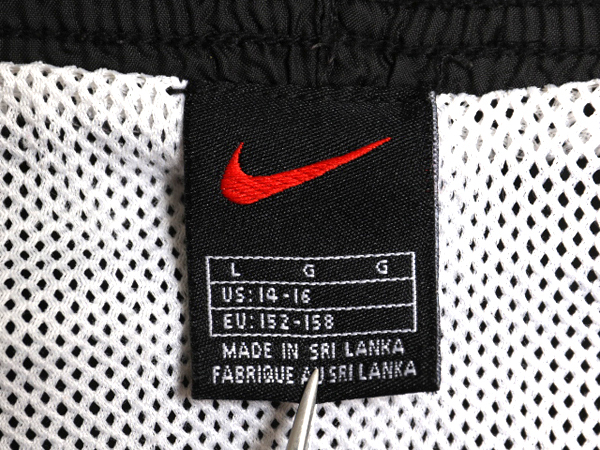 L G G
US: 14-16
EU: 152-158
MADE IN SRI LANKA
FABRIQUE AU SRI LANKA